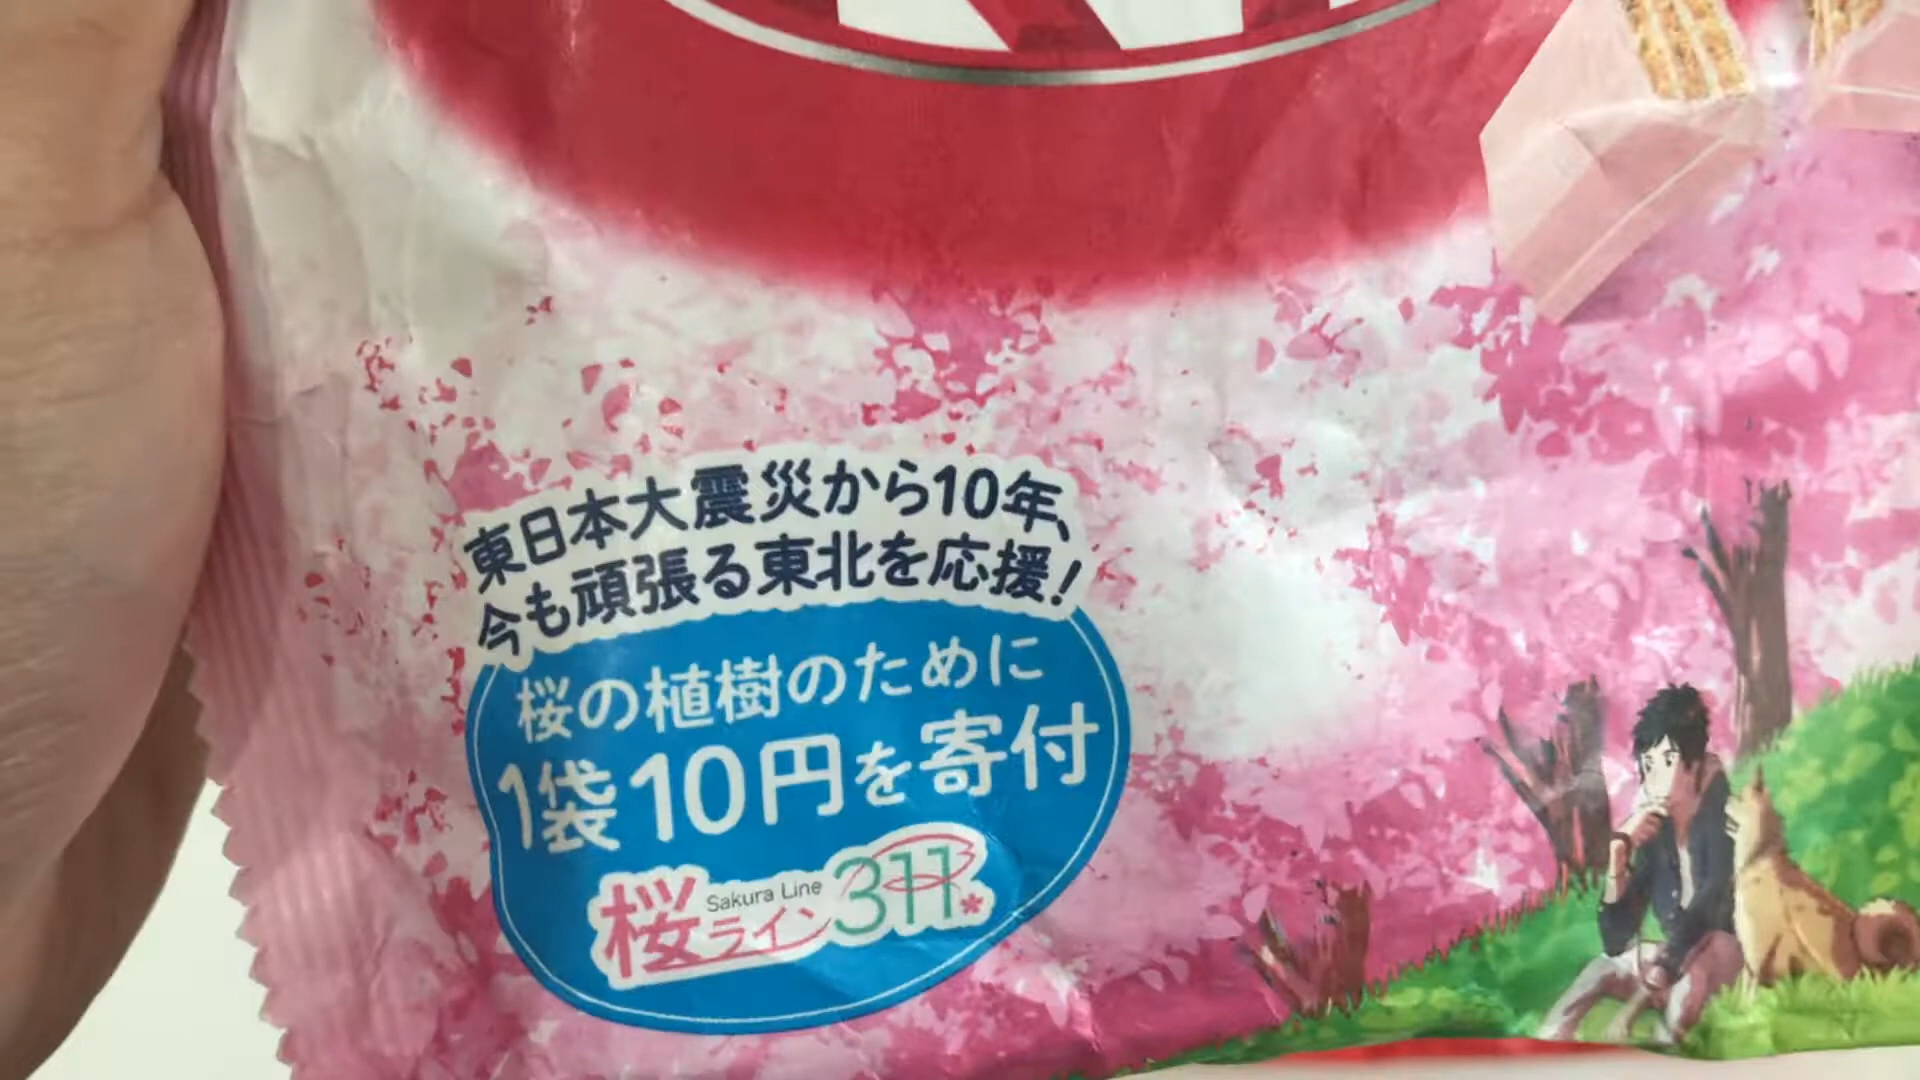 東日本大震災から10年、
今も頑張る東北を応援!
桜の植樹のために
1袋10円を寄付
桜ライン311
Sakura Line